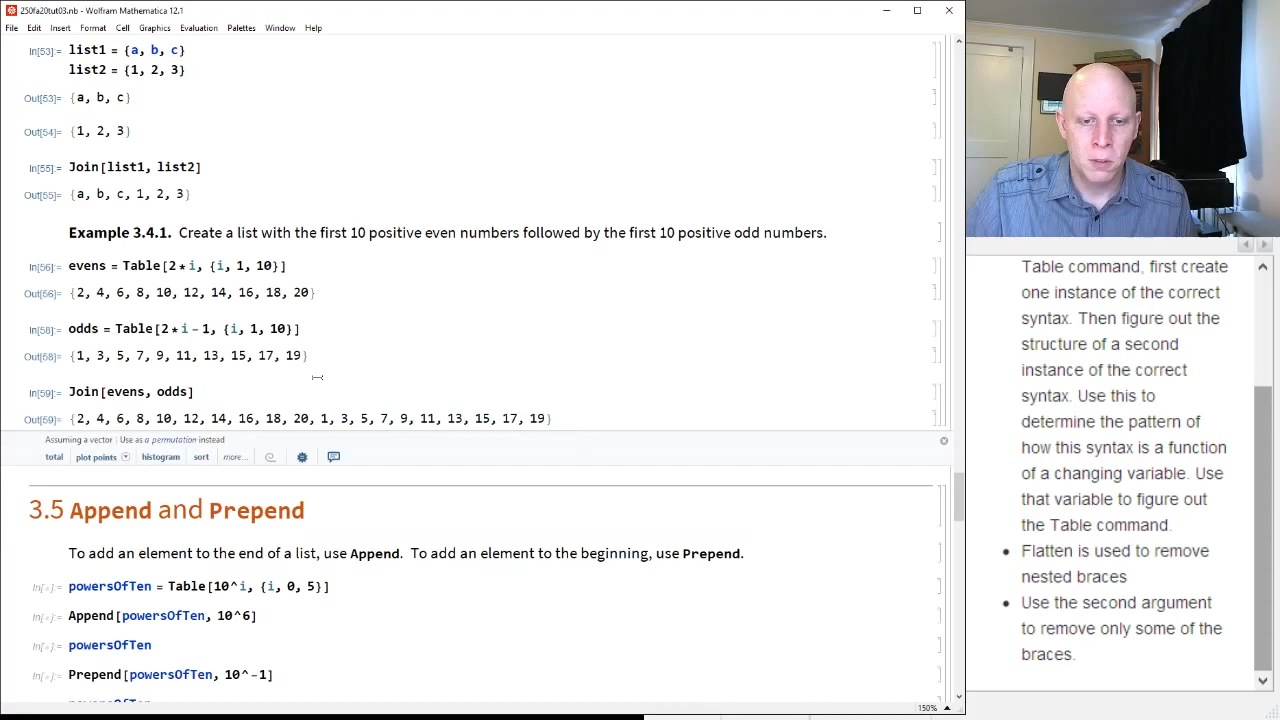 250fa20tut03.nb - Wolfram Mathematica 12.1
File Edit Insert Format Cell Graphics Evaluation Palettes Window Help
In[53]:= list1 = {a, b, c}
list2 = {1, 2, 3}
Out[53]= {a, b, c}
Out[54]= {1, 2, 3}
In[55]:= Join[list1, list2]
Out[55]= {a, b, c, 1, 2, 3}
Example 3.4.1. Create a list with the first 10 positive even numbers followed by the first 10 positive odd numbers.
In[56]:= evens = Table[2*i, {i, 1, 10}]
Out[56]= {2, 4, 6, 8, 10, 12, 14, 16, 18, 20}
In[58]:= odds = Table[2*i - 1, {i, 1, 10}]
Out[58]= {1, 3, 5, 7, 9, 11, 13, 15, 17, 19}
In[59]:= Join[evens, odds]
Out[59]= {2, 4, 6, 8, 10, 12, 14, 16, 18, 20, 1, 3, 5, 7, 9, 11, 13, 15, 17, 19}
Assuming a vector | Use as a permutation instead
total plot points histogram sort more...
3.5 Append and Prepend
To add an element to the end of a list, use Append. To add an element to the beginning, use Prepend.
In[•]:= powersOfTen = Table[10^i, {i, 0, 5}]
Append[powersOfTen, 10^6]
powersOfTen
In[•]:= Prepend[powersOfTen, 10^-1]
150%
Table command, first create
one instance of the correct
syntax. Then figure out the
structure of a second
instance of the correct
syntax. Use this to
determine the pattern of
how this syntax is a function
of a changing variable. Use
that variable to figure out
the Table command.
• Flatten is used to remove
nested braces
• Use the second argument
to remove only some of the
braces.